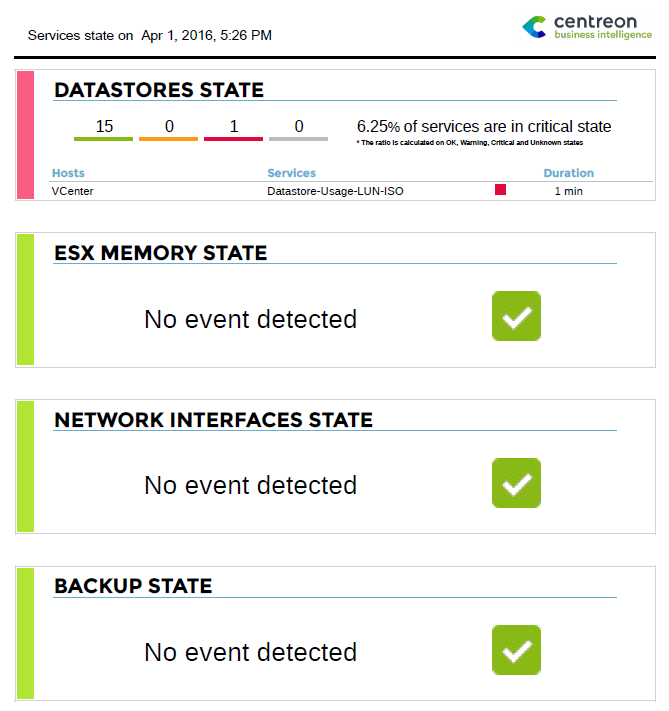 Services state on Apr 1, 2016, 5:26 PM
centreon
business intelligence
DATASTORES STATE
15 0 1 0
6.25% of services are in critical state
* The ratio is calculated on OK, Warning, Critical and Unknown states
Hosts Services Duration
VCenter Datastore-Usage-LUN-ISO 1 min
ESX MEMORY STATE
No event detected
NETWORK INTERFACES STATE
No event detected
BACKUP STATE
No event detected